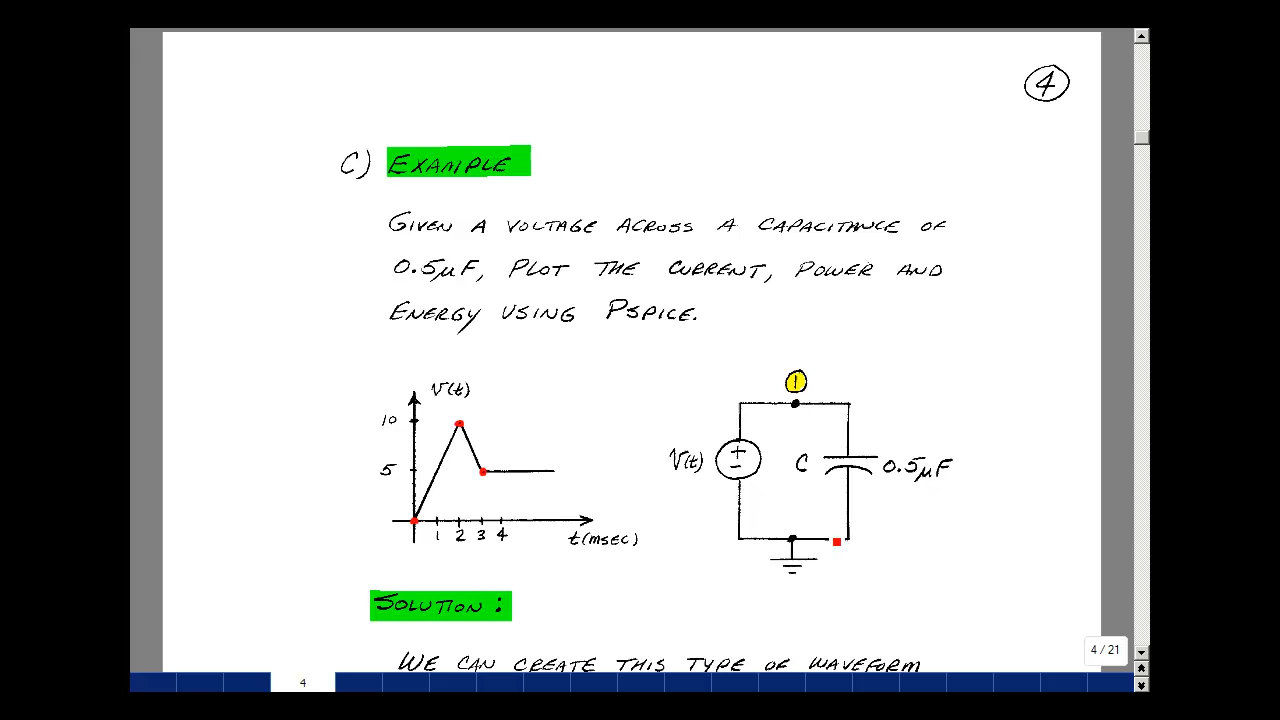 4
C) EXAMPLE
GIVEN A VOLTAGE ACROSS A CAPACITANCE OF
0.5μF, PLOT THE CURRENT, POWER AND
ENERGY USING PSPICE.
V(t)
10
5
1 2 3 4
t(msec)
1
V(t)
+
-
C
0.5μF
SOLUTION:
WE CAN CREATE THIS TYPE OF WAVEFORM
4 / 21
4